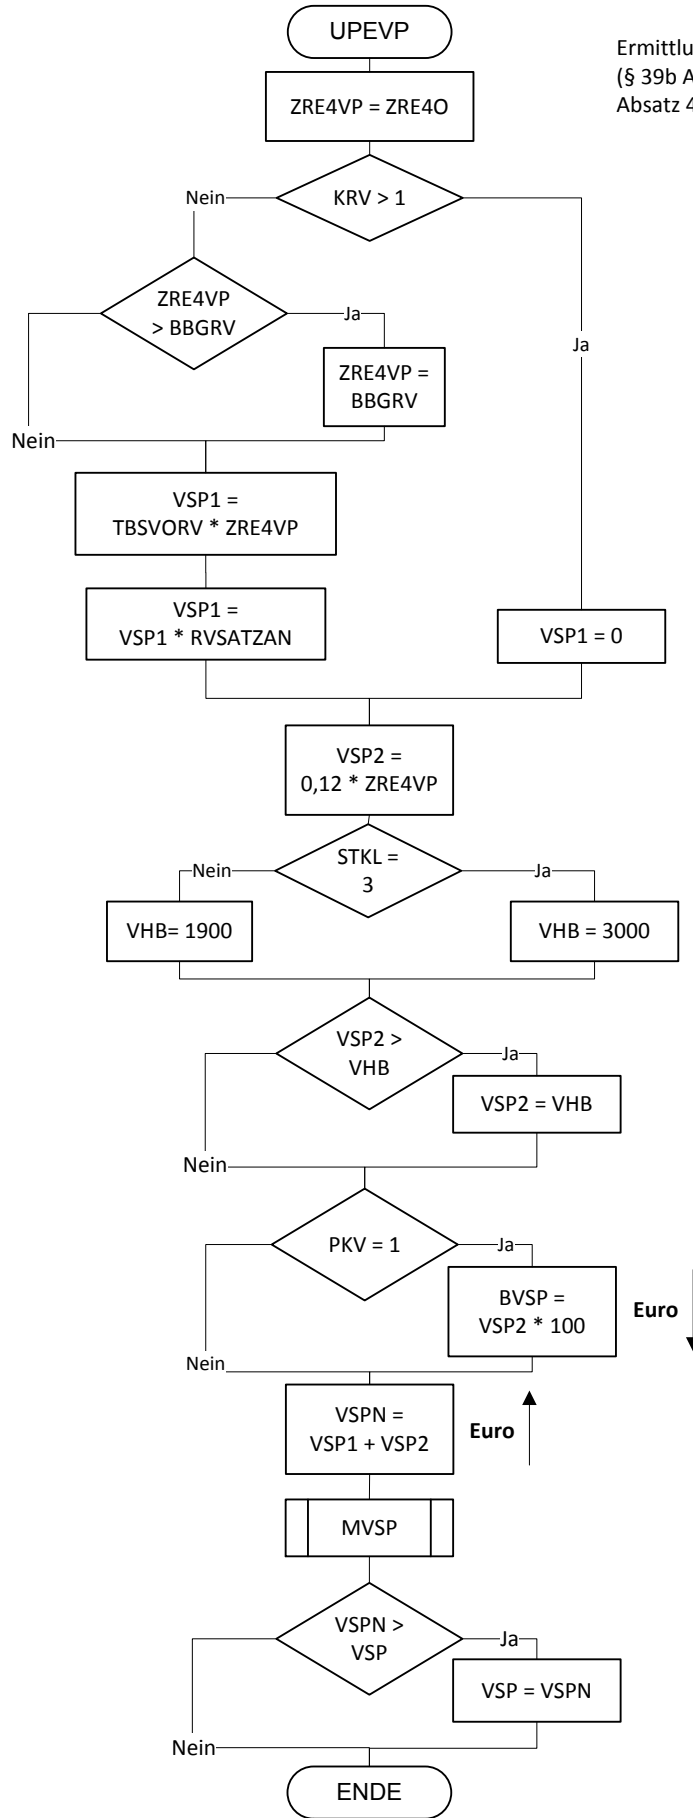 UPEVP
Ermittlu
(§ 39b A
Absatz 4
ZRE4VP = ZRE4O
KRV > 1
Nein
Ja
ZRE4VP
> BBGRV
Ja
ZRE4VP =
BBGRV
Nein
VSP1 =
TBSVORV * ZRE4VP
VSP1 =
VSP1 * RVSATZAN
VSP1 = 0
VSP2 =
0,12 * ZRE4VP
STKL =
3
Nein
Ja
VHB= 1900
VHB = 3000
VSP2 >
VHB
Ja
VSP2 = VHB
Nein
PKV = 1
Ja
BVSP =
VSP2 * 100
Euro
Nein
VSPN =
VSP1 + VSP2
Euro
MVSP
VSPN >
VSP
Ja
VSP = VSPN
Nein
ENDE